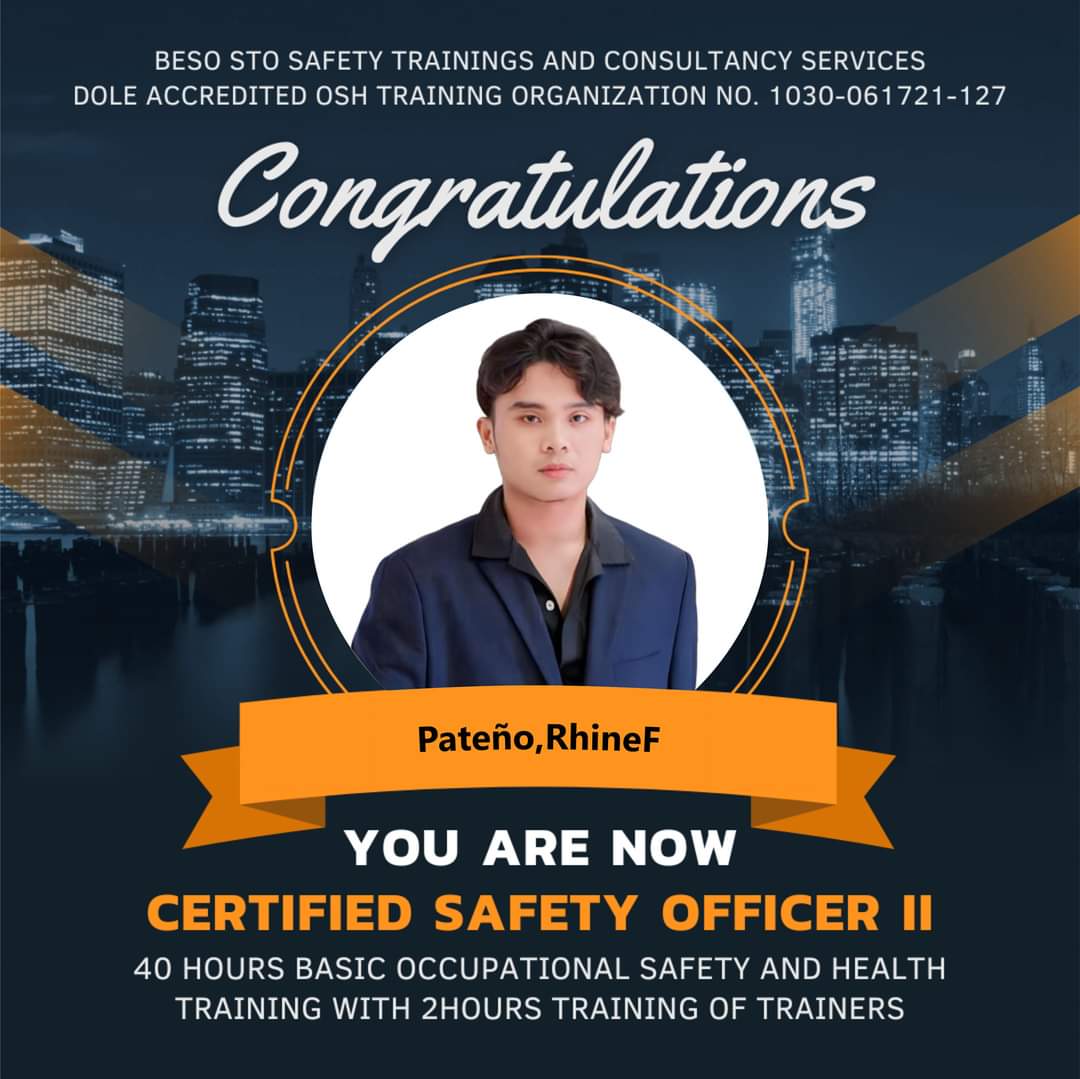 BESO STO SAFETY TRAININGS AND CONSULTANCY SERVICES
DOLE ACCREDITED OSH TRAINING ORGANIZATION NO. 1030-061721-127
Congratulations
Pateño,RhineF
YOU ARE NOW
CERTIFIED SAFETY OFFICER II
40 HOURS BASIC OCCUPATIONAL SAFETY AND HEALTH
TRAINING WITH 2HOURS TRAINING OF TRAINERS